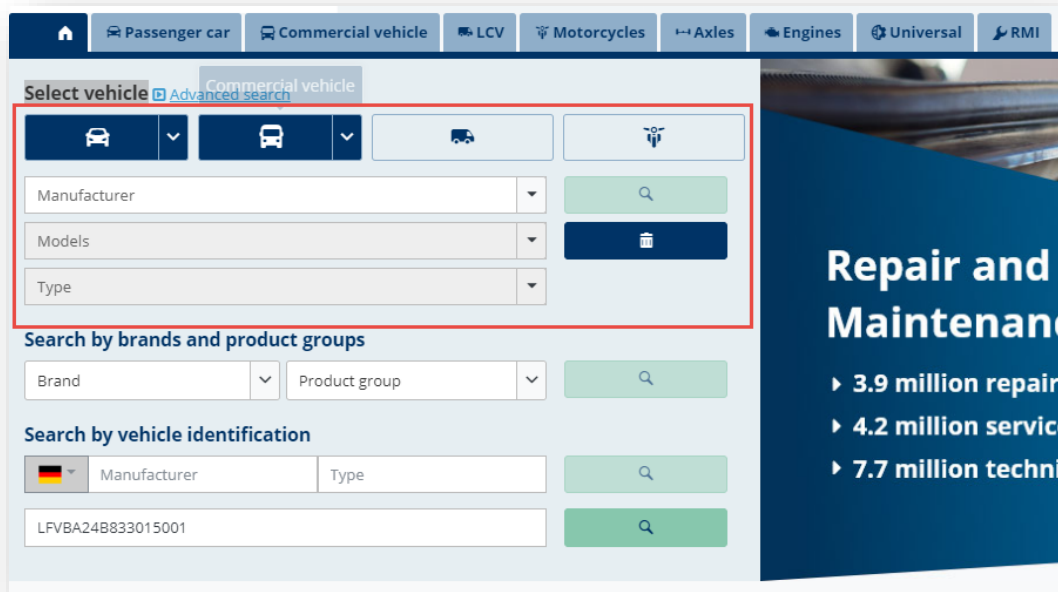 Passenger car Commercial vehicle LCV Motorcycles Axles Engines Universal RMI
Select vehicle Advanced search
Commercial vehicle
Manufacturer
Models
Type
Search by brands and product groups
Brand Product group
Search by vehicle identification
Manufacturer Type
LFVBA24B833015001
Repair and
Maintenanc
3.9 million repair
4.2 million servic
7.7 million techni